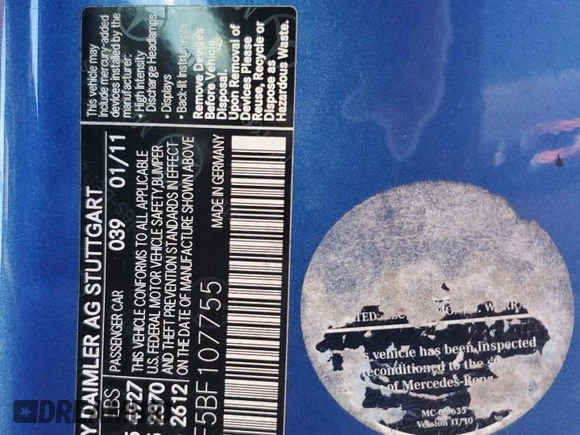 This vehicle may
include mercury-added
devices installed by the
manufacturer:
• High Intensity
Discharge Headlamps
• Displays
• Back-lit Instruments
Remove Devices
Before Vehicle
Disposal.
Upon Removal of
Devices Please
Reuse, Recycle or
Dispose as
Hazardous Waste.
Y DAIMLER AG STUTTGART
PASSENGER CAR 039 01/11
LBS
THIS VEHICLE CONFORMS TO ALL APPLICABLE
U.S. FEDERAL MOTOR VEHICLE SAFETY,BUMPER
AND THEFT PREVENTION STANDARDS IN EFFECT
ON THE DATE OF MANUFACTURE SHOWN ABOVE
2612
MADE IN GERMANY
5BF107755
vehicle has been inspected
reconditioned to the
of Mercedes-Benz
Version 11/10